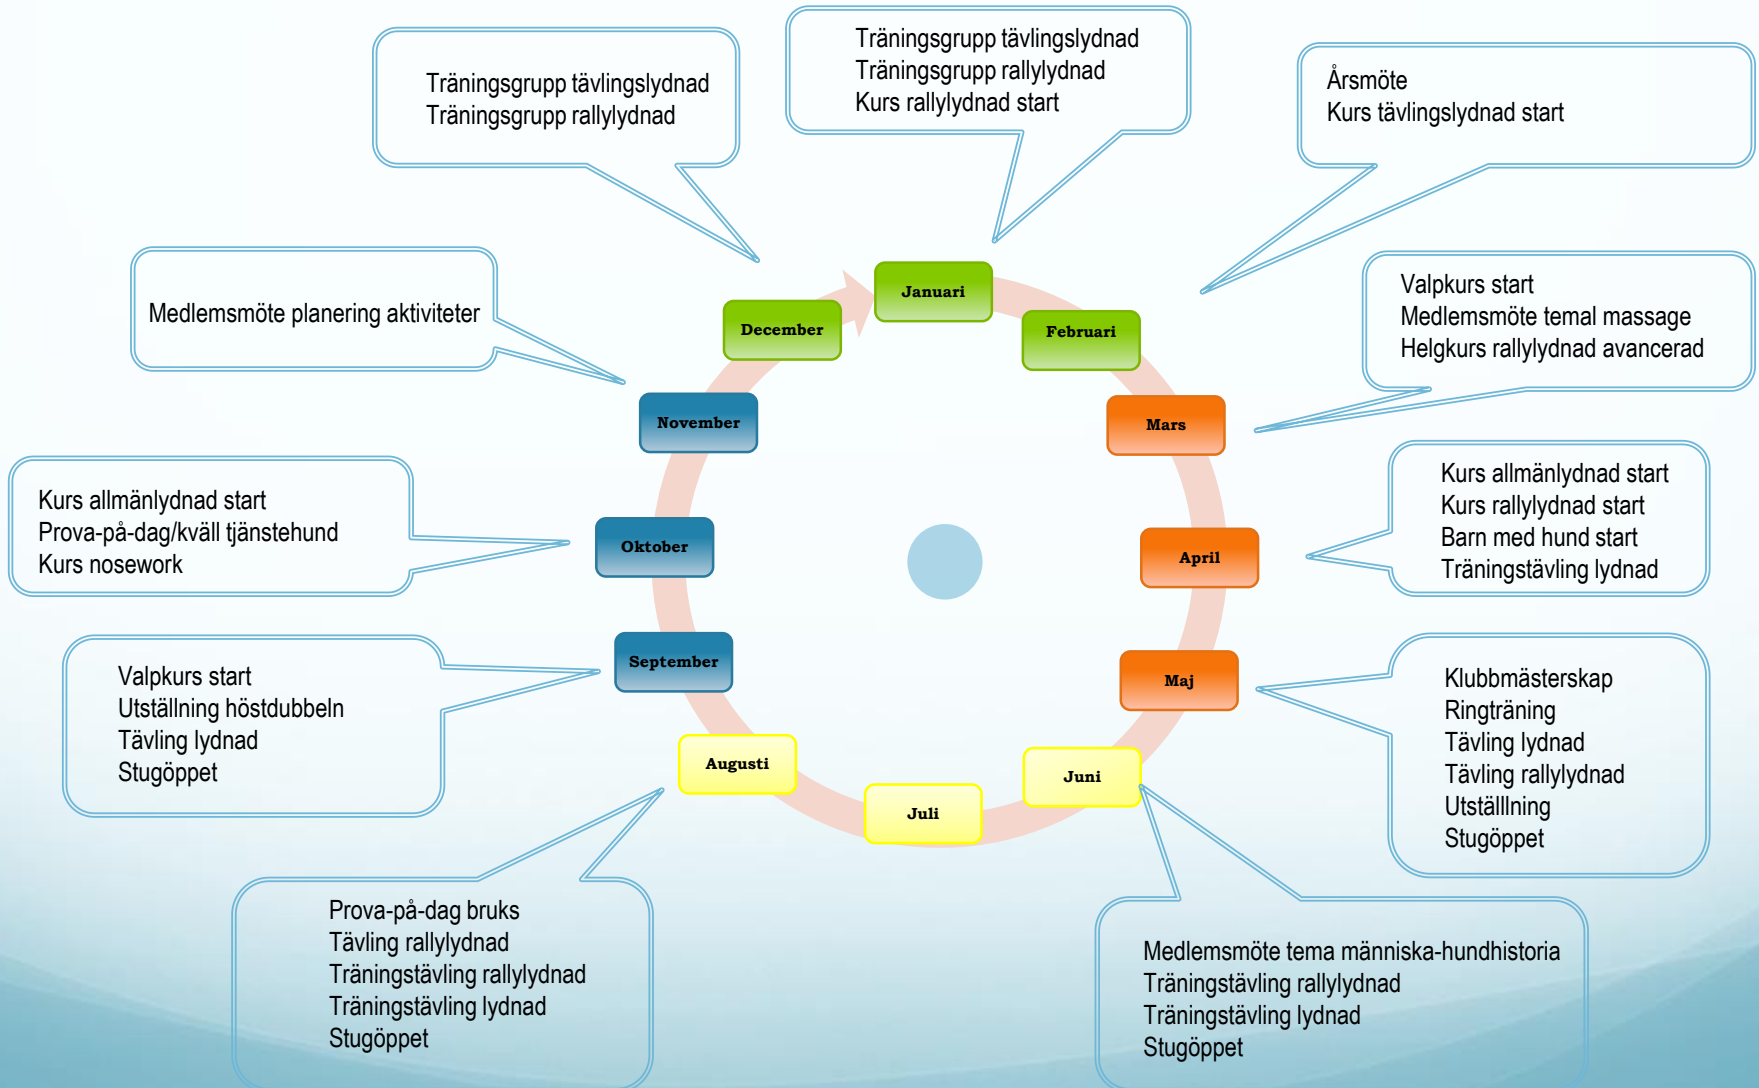 Träningsgrupp tävlingslydnad
Träningsgrupp rallylydnad
Träningsgrupp tävlingslydnad
Träningsgrupp rallylydnad
Kurs rallylydnad start
Årsmöte
Kurs tävlingslydnad start
Medlemsmöte planering aktiviteter
Valpkurs start
Medlemsmöte temal massage
Helgkurs rallylydnad avancerad
Januari
Februari
Mars
April
Maj
Juni
Juli
Augusti
September
Oktober
November
December
Kurs allmänlydnad start
Kurs rallylydnad start
Barn med hund start
Träningstävling lydnad
Klubbmästerskap
Ringträning
Tävling lydnad
Tävling rallylydnad
Utställlning
Stugöppet
Medlemsmöte tema människa-hundhistoria
Träningstävling rallylydnad
Träningstävling lydnad
Stugöppet
Prova-på-dag bruks
Tävling rallylydnad
Träningstävling rallylydnad
Träningstävling lydnad
Stugöppet
Valpkurs start
Utställning höstdubbeln
Tävling lydnad
Stugöppet
Kurs allmänlydnad start
Prova-på-dag/kväll tjänstehund
Kurs nosework